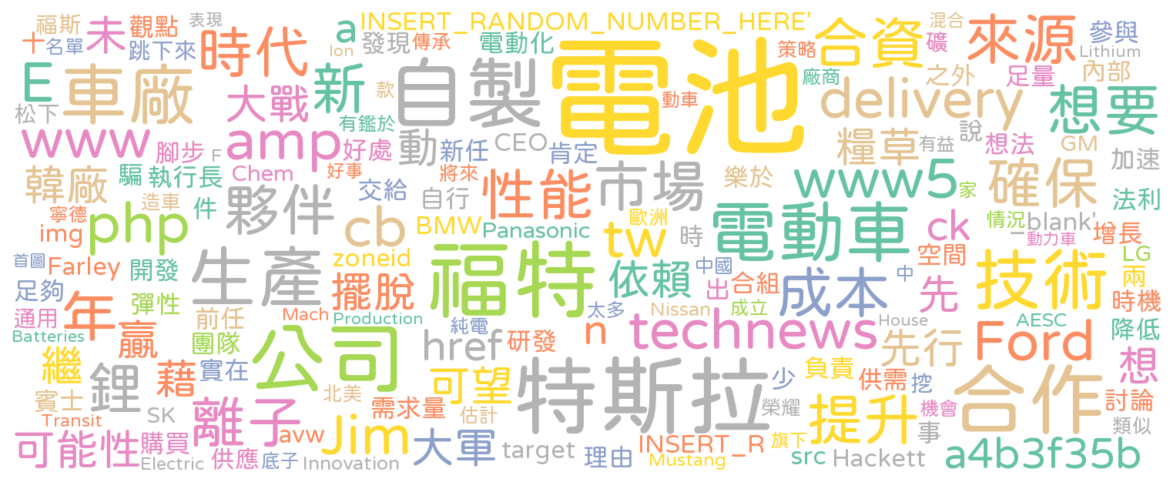 福斯 表現 INSERT_RANDOM_NUMBER_HERE' 混合
十 名單 未 觀點 時代 a lon 發現 傳承 電動化 電池 策略 合資 礦 來源 參與 Lithium
跳下來 自製 廠商 之外 足量 內部
E 車廠 大戰 新 款 動車 delivery 想要
松下 www amp 有鑑於 動 CEO 糧草 說 有益 想法 GM 加速
腳步 F 好處 新任 肯定 樂於 www5 家 確保
韓廠 騙 執行長 Chem 好事 將來 性能 市場 法利
寧德 造車 件 夥伴 交給 自行 歐洲 電動車 情況 _blank'
img php cb BMW Panasonic tw 時 ck 動力車 增長
首圖 Farley 開發 生產 zoneid 福特 依賴 中國 合組 空間 技術 LG
足夠 彈性 擺脫 出 成本 中 先 兩 時機
通用 年 前任 Mach Production 太多 Nissan 成立 AESC
Batteries 贏 團隊 公司 純電 n technews House 降低
繼 href 研發 Ford
鋰 藉 實在 可望 特斯拉 少 負責 先行 供需 挖 合作 想
賓士 北美 榮耀 討論
Transit SK 離子 需求量 估計 Jim 提升 機會 類似
可能性 購買 avw 大軍 target INSERT_R 旗下 事 a4b3f35b
Electric 供應 底子 Innovation 理由 Mustang src Hackett